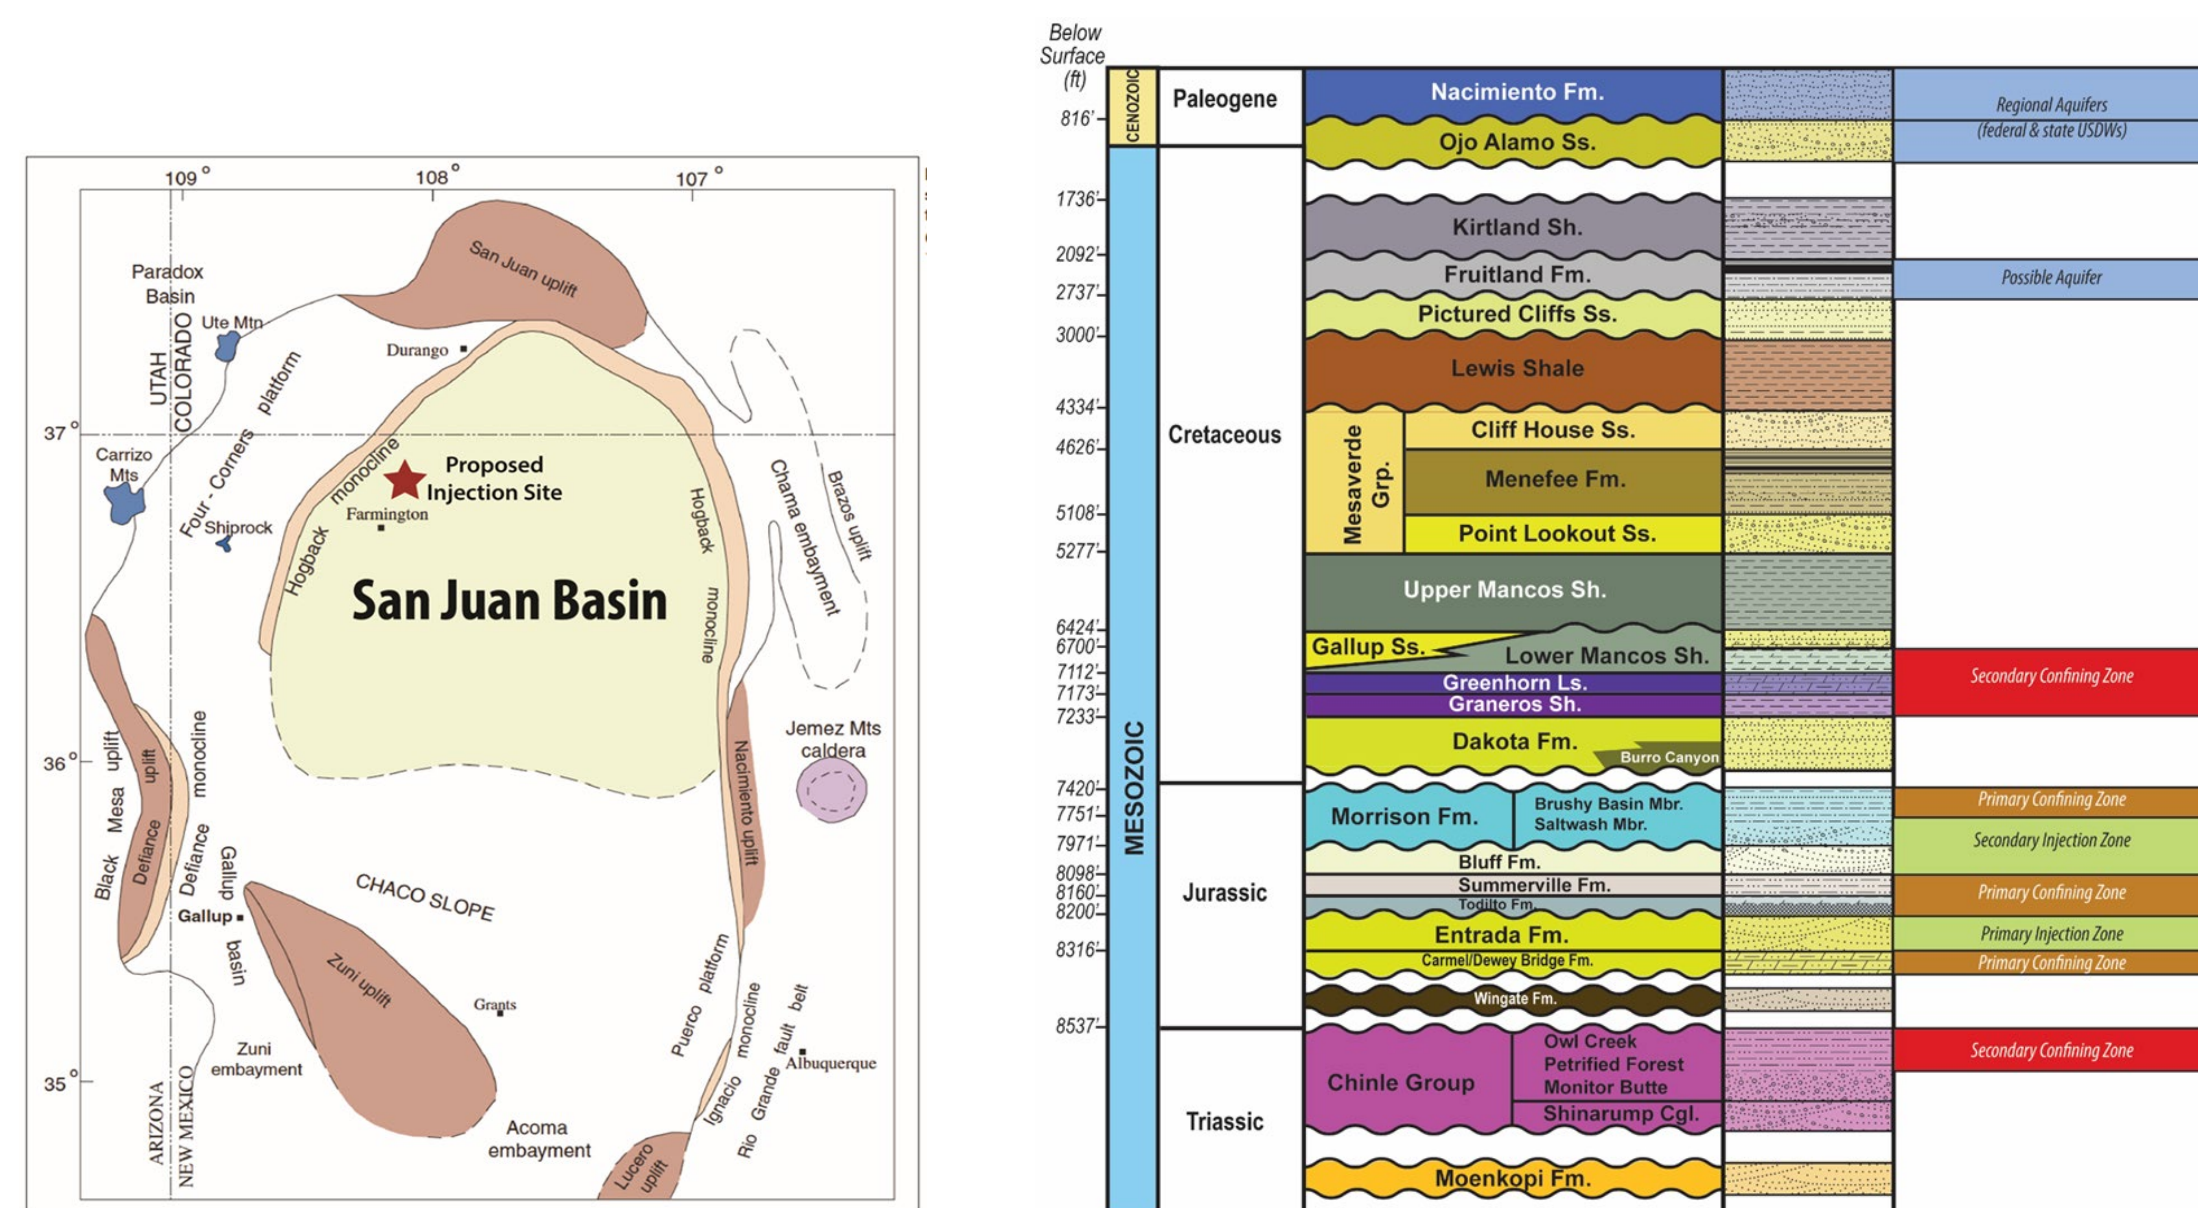 109°
108°
107°
37°
36°
35°
San Juan uplift
Paradox
Basin
Ute Mtn
UTAH
COLORADO
Durango
Four - Corners platform
Carrizo
Mts
Shiprock
Hogback monocline
Proposed
Injection Site
Farmington
San Juan Basin
Hogback monocline
Chama embayment
Brazos uplift
Jemez Mts
caldera
Nacimiento uplift
Black Mesa uplift
Defiance uplift
Defiance monocline
Gallup
Gallup
basin
CHACO SLOPE
Zuni uplift
Grants
Zuni
embayment
ARIZONA
NEW MEXICO
Acoma
embayment
Lucero
uplift
Puerco platform
Ignacio monocline
Rio Grande fault belt
Albuquerque
Below
Surface
(ft)
816'
1736'
2092'
2737'
3000'
4334'
4626'
5108'
5277'
6424'
6700'
7112'
7173'
7233'
7420'
7751'
7971'
8098'
8160'
8200'
8316'
8537'
CENOZOIC
MESOZOIC
Paleogene
Cretaceous
Jurassic
Triassic
Nacimiento Fm.
Ojo Alamo Ss.
Kirtland Sh.
Fruitland Fm.
Pictured Cliffs Ss.
Lewis Shale
Mesaverde
Grp.
Cliff House Ss.
Menefee Fm.
Point Lookout Ss.
Upper Mancos Sh.
Gallup Ss.
Lower Mancos Sh.
Greenhorn Ls.
Graneros Sh.
Dakota Fm.
Burro Canyon
Morrison Fm.
Brushy Basin Mbr.
Saltwash Mbr.
Bluff Fm.
Summerville Fm.
Todilto Fm.
Entrada Fm.
Carmel/Dewey Bridge Fm.
Wingate Fm.
Chinle Group
Owl Creek
Petrified Forest
Monitor Butte
Shinarump Cgl.
Moenkopi Fm.
Regional Aquifers
(federal & state USDWs)
Possible Aquifer
Secondary Confining Zone
Primary Confining Zone
Secondary Injection Zone
Primary Confining Zone
Primary Injection Zone
Primary Confining Zone
Secondary Confining Zone